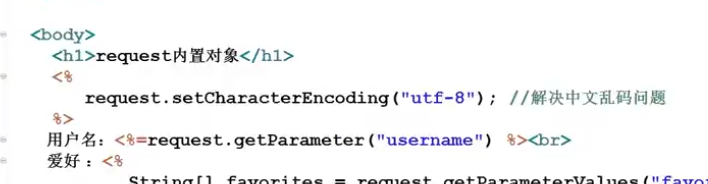 <body>
<h1>request内置对象</h1>
<%
request.setCharacterEncoding("utf-8"); //解决中文乱码问题
%>
用户名: <%=request.getParameter("username") %><br>
爱好：<%
String[] favorites = request.getParameterValues("favo